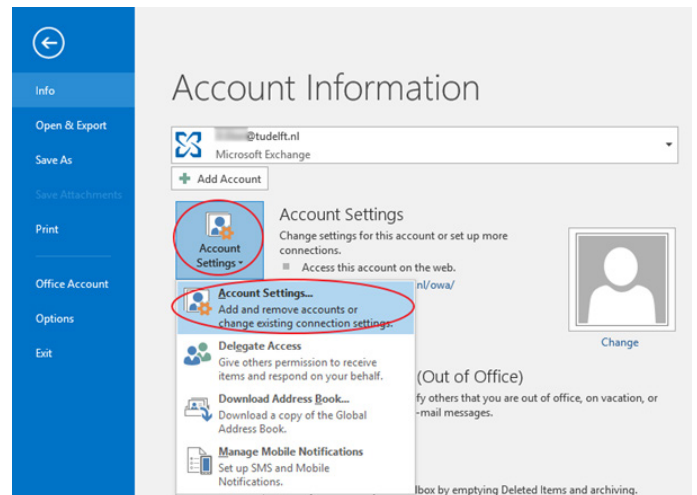 Info
Open & Export
Save As
Save Attachments
Print
Office Account
Options
Exit
Account Information
@tudelft.nl
Microsoft Exchange
Add Account
Account
Settings
Account Settings
Change settings for this account or set up more
connections.
Access this account on the web.
nl/owa/
Change
Account Settings...
Add and remove accounts or
change existing connection settings.
Delegate Access
Give others permission to receive
items and respond on your behalf.
Download Address Book...
Download a copy of the Global
Address Book.
Manage Mobile Notifications
Set up SMS and Mobile
Notifications.
(Out of Office)
fy others that you are out of office, on vacation, or
-mail messages.
lbox by emptying Deleted Items and archiving.